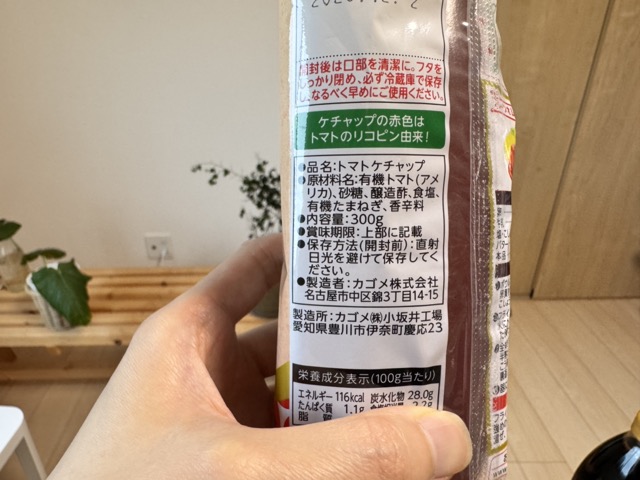 開封後は口部を清潔に。フタを
しっかり閉め、必ず冷蔵庫で保存
し、なるべく早めにご使用ください。
ケチャップの赤色は
トマトのリコピン由来!
●品名:トマトケチャップ
●原材料名:有機トマト(アメ
リカ)、砂糖、醸造酢、食塩、
有機たまねぎ、香辛料
●内容量:300g
●賞味期限:上部に記載
●保存方法(開封前):直射
日光を避けて保存してく
ださい。
●製造者:カゴメ株式会社
名古屋市中区錦3丁目14-15
製造所:カゴメ㈱小坂井工場
愛知県豊川市伊奈町慶応23
栄養成分表示(100g当たり)
エネルギー 116kcal 炭水化物 28.0g
たんぱく質 1.1g
脂